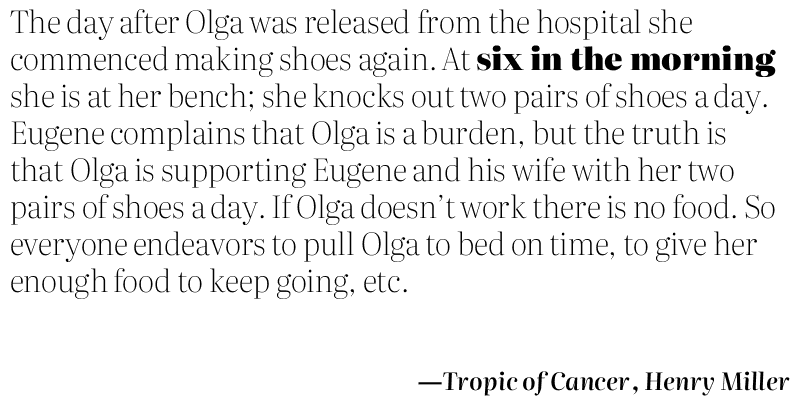 The day after Olga was released from the hospital she
commenced making shoes again. At six in the morning
she is at her bench; she knocks out two pairs of shoes a day.
Eugene complains that Olga is a burden, but the truth is
that Olga is supporting Eugene and his wife with her two
pairs of shoes a day. If Olga doesn’t work there is no food. So
everyone endeavors to pull Olga to bed on time, to give her
enough food to keep going, etc.
—Tropic of Cancer, Henry Miller